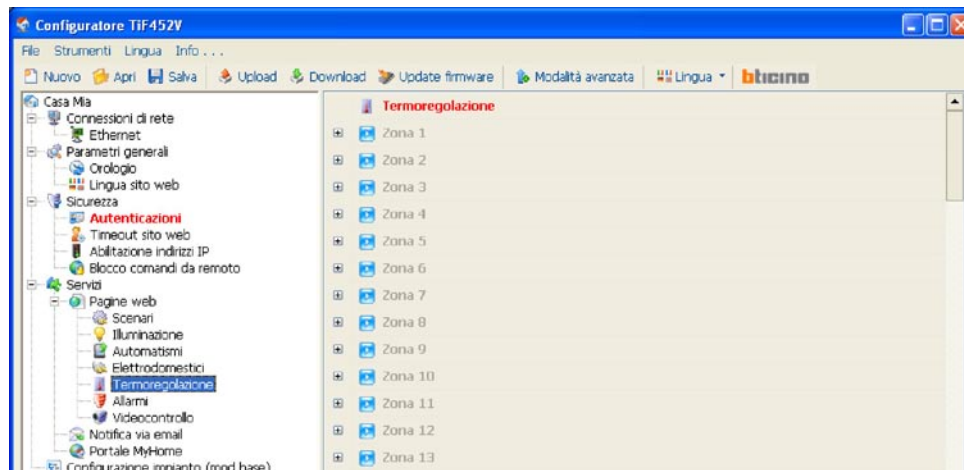 Configuratore TiF452V
File Strumenti Lingua Info . . .
Nuovo Apri Salva Upload Download Update firmware Modalità avanzata Lingua bticino
Casa Mia
Connessioni di rete
Ethernet
Parametri generali
Orologio
Lingua sito web
Sicurezza
Autenticazioni
Timeout sito web
Abilitazione indirizzi IP
Blocco comandi da remoto
Servizi
Pagine web
Scenari
Illuminazione
Automatismi
Elettrodomestici
Termoregolazione
Allarmi
Videocontrollo
Notifica via email
Portale MyHome
Configurazione impianto (mod base)
Termoregolazione
Zona 1
Zona 2
Zona 3
Zona 4
Zona 5
Zona 6
Zona 7
Zona 8
Zona 9
Zona 10
Zona 11
Zona 12
Zona 13